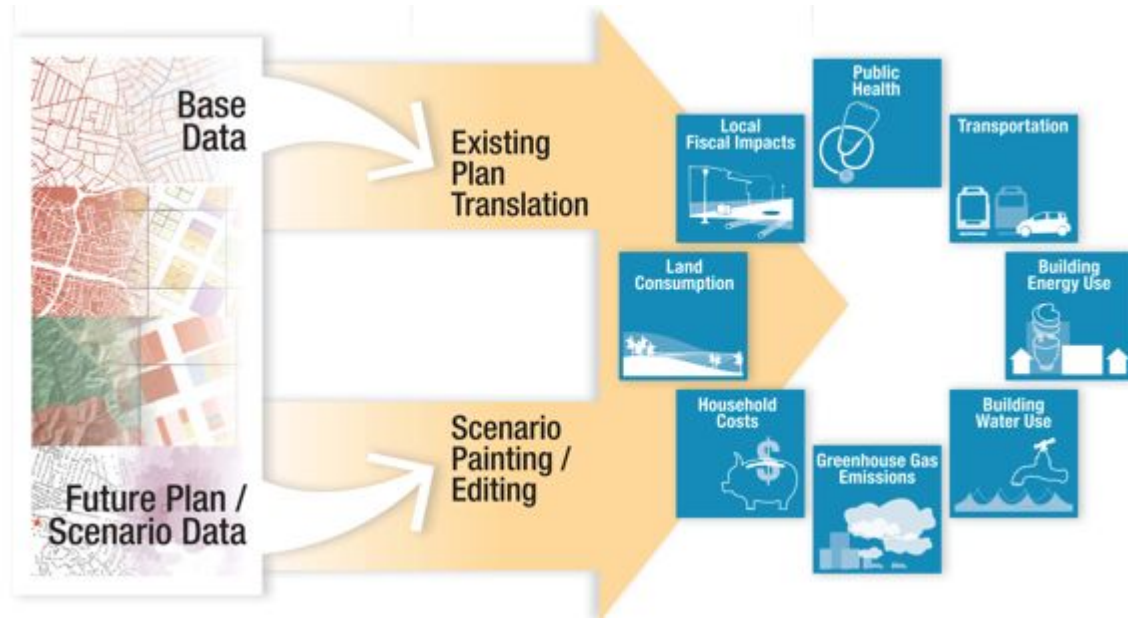 Base
Data
Future Plan /
Scenario Data
Existing
Plan
Translation
Scenario
Painting /
Editing
Public
Health
Local
Fiscal Impacts
Transportation
Land
Consumption
Building
Energy Use
Household
Costs
Building
Water Use
Greenhouse Gas
Emissions
$